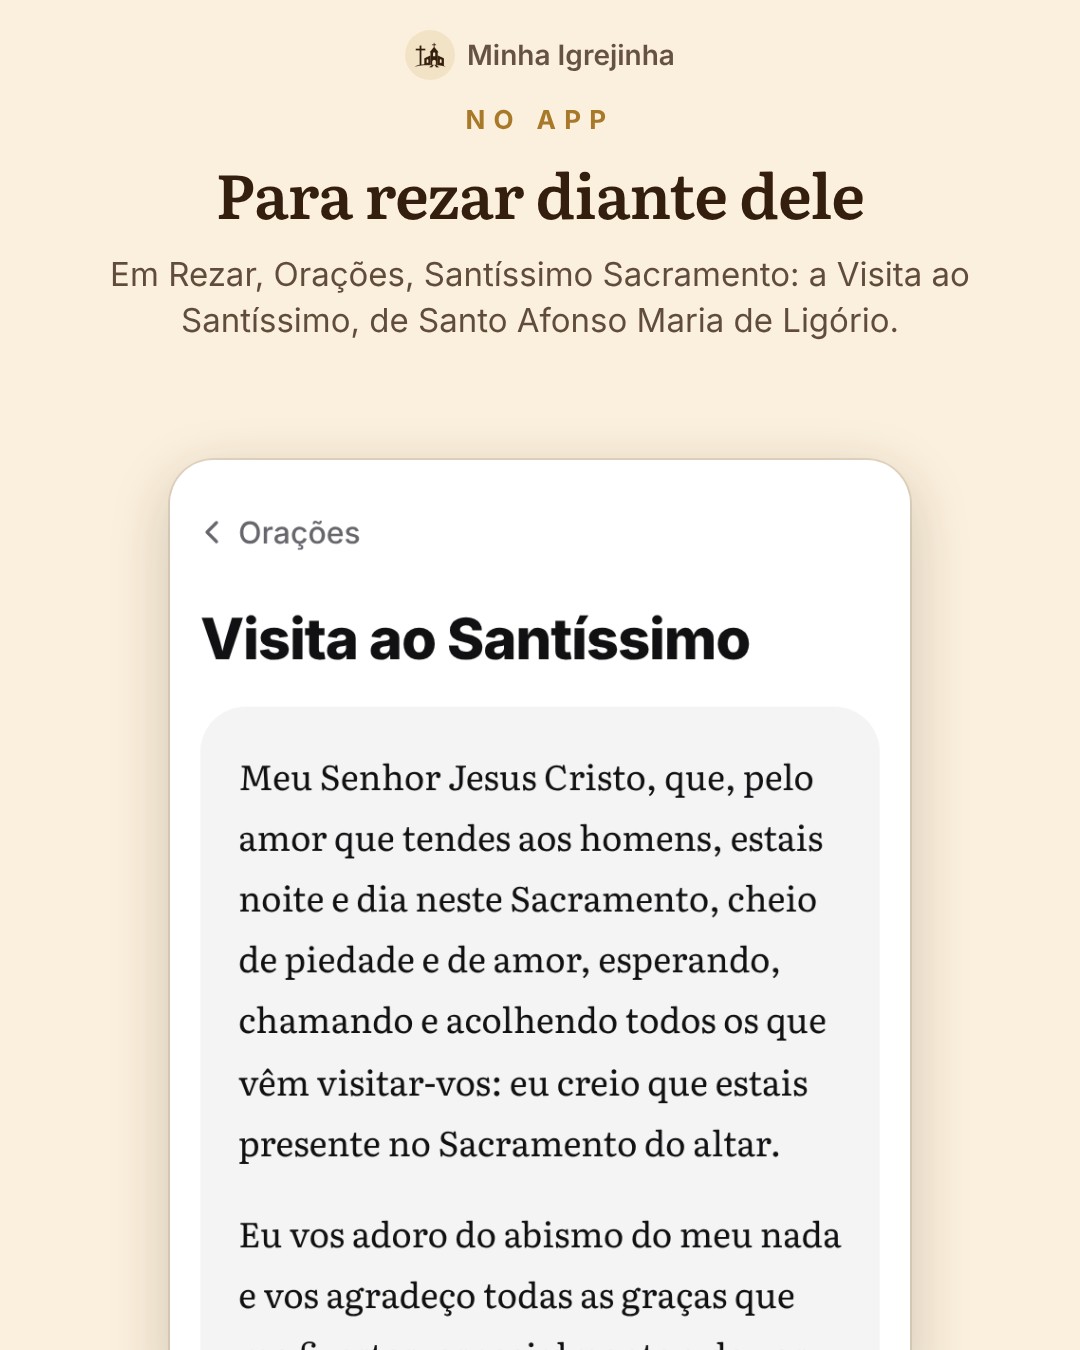 Minha Igrejinha
NO APP
Para rezar diante dele
Em Rezar, Orações, Santíssimo Sacramento: a Visita ao
Santíssimo, de Santo Afonso Maria de Ligório.
Orações
Visita ao Santíssimo
Meu Senhor Jesus Cristo, que, pelo
amor que tendes aos homens, estais
noite e dia neste Sacramento, cheio
de piedade e de amor, esperando,
chamando e acolhendo todos os que
vêm visitar-vos: eu creio que estais
presente no Sacramento do altar.
Eu vos adoro do abismo do meu nada
e vos agradeço todas as graças que